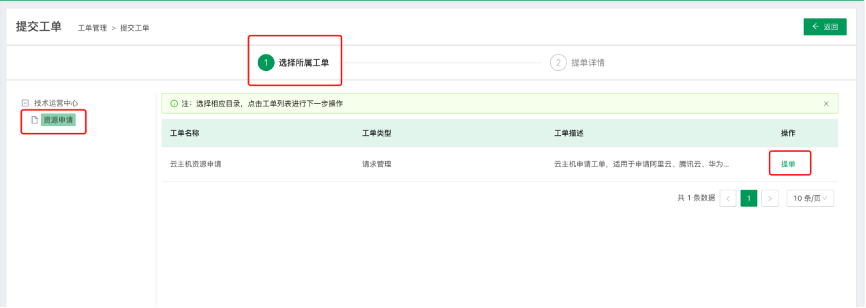 提交工单 工单管理 > 提交工单 ← 返回
1 选择所属工单 2 提单详情
技术运营中心
资源申请
注：选择相应目录，点击工单列表进行下一步操作 ×
工单名称 工单类型 工单描述 操作
云主机资源申请 请求管理 云主机申请工单，适用于申请阿里云、腾讯云、华为... 提单
共 1 条数据 < 1 > 10 条/页